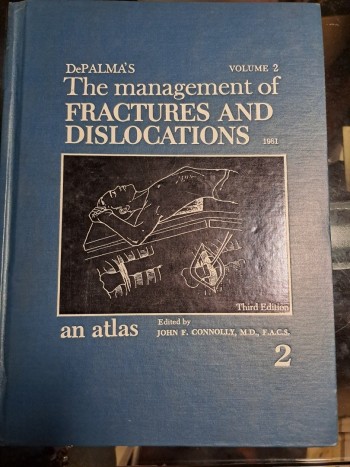 DePALMA'S VOLUME 2
The management of
FRACTURES AND
DISLOCATIONS 1981
Third Edition
an atlas Edited by
JOHN F. CONNOLLY, M.D., F.A.C.S.
2